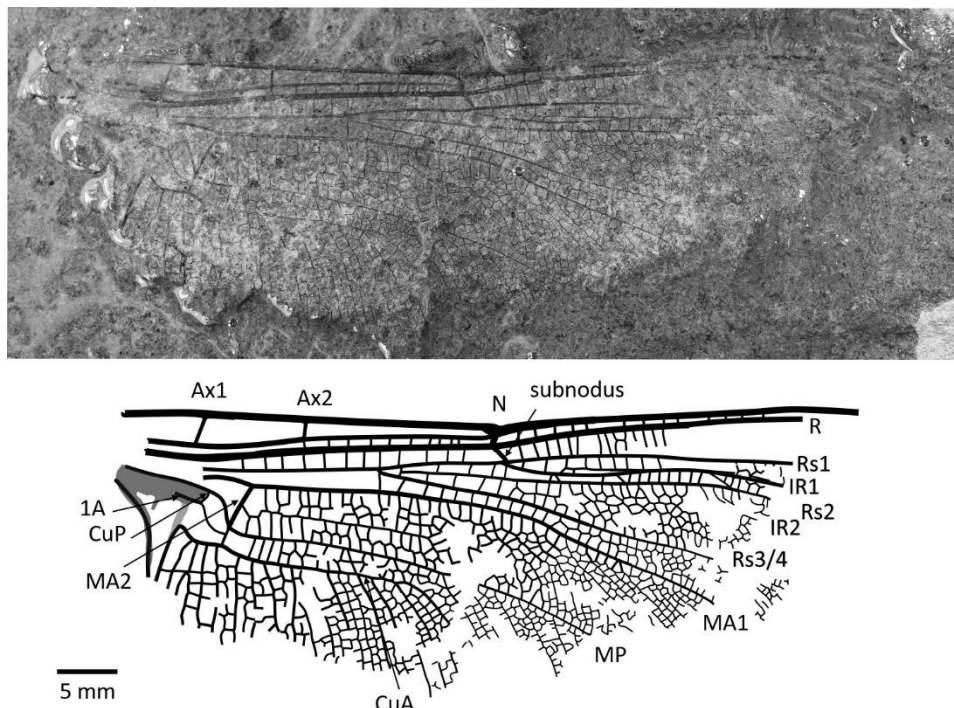 Ax1
Ax2
N
subnodus
R
Rs1
IR1
Rs2
IR2
Rs3/4
MA1
MP
CuA
1A
CuP
MA2
5 mm